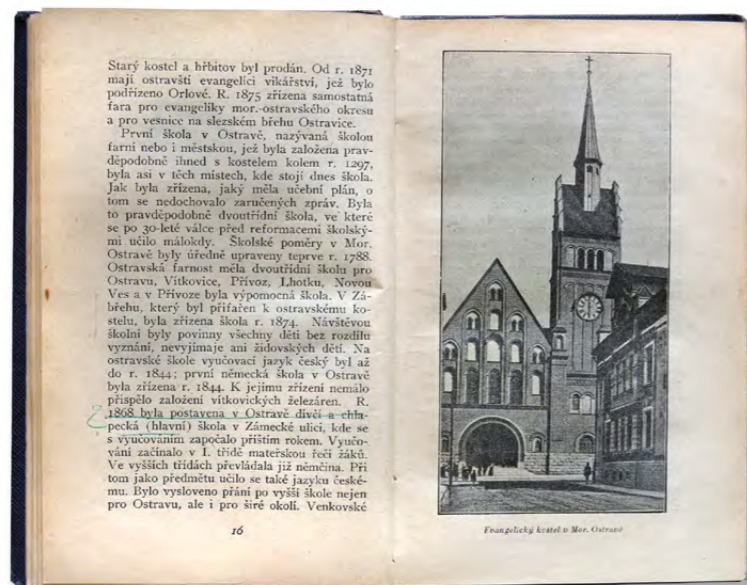 Starý kostel a hřbitov byl prodán. Od r. 1871
mají ostravští evangelíci vikářství, jež bylo
podřízeno Orlové. R. 1875 zřízena samostatná
fara pro evangelíky mor.-ostravského okresu
a pro vesnice na slezském břehu Ostravice.
První škola v Ostravě, nazývaná školou
farní nebo i městskou, jež byla založena prav-
děpodobně ihned s kostelem kolem r. 1297,
byla asi v těch místech, kde stojí dnes škola.
Jak byla zřízena, jaký měla učební plán, o
tom se nedochovalo zaručených zpráv. Byla
to pravděpodobně dvoutřídní škola, ve které
se po 30-leté válce před reformacemi školský-
mi učilo málokdy. Školské poměry v Mor.
Ostravě byly úředně upraveny teprve r. 1788.
Ostravská farnost měla dvoutřídní školu pro
Ostravu, Vítkovice, Přívoz, Lhotku, Novou
Ves a v Přívoze byla výpomocná škola. V Zá-
břehu, který byl přifařen k ostravskému ko-
stelu, byla zřízena škola r. 1874. Návštěvou
školní byly povinny všechny děti bez rozdílu
vyznání, nevyjímaje ani židovských dětí. Na
ostravské škole vyučovací jazyk český byl až
do r. 1844; první německá škola v Ostravě
byla zřízena r. 1844. K jejímu zřízení nemálo
přispělo založení vítkovických železáren. R.
1868 byla postavena v Ostravě dívčí a chla-
pecká (hlavní) škola v Zámecké ulici, kde se
s vyučováním započalo příštím rokem. Vyučo-
vání začínalo v I. třídě mateřskou řečí žáků.
Ve vyšších třídách převládala již němčina. Při
tom jako předmětu učilo se také jazyku české-
mu. Bylo vysloveno přání po vyšší škole nejen
pro Ostravu, ale i pro širé okolí. Venkovské
16
Evangelický kostel v Mor. Ostravě